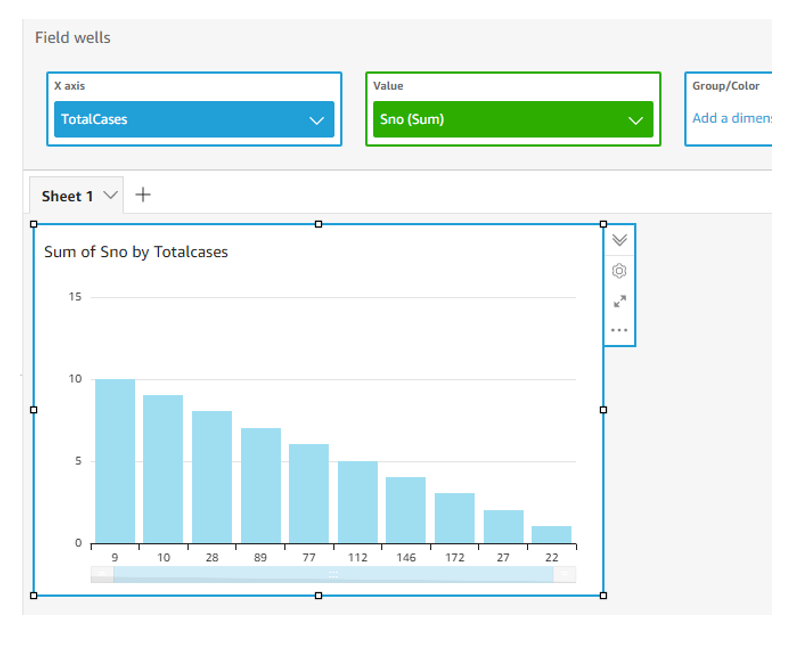 Field wells
X axis
Value
Group/Color
TotalCases
Sno (Sum)
Add a dimen
Sheet 1
Sum of Sno by Totalcases
15
10
5
0
9 10 28 89 77 112 146 172 27 22